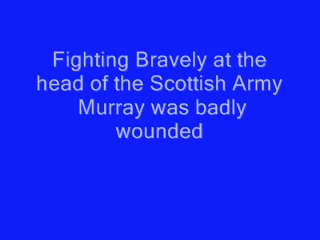 Fighting Bravely at the
head of the Scottish Army
Murray was badly
wounded